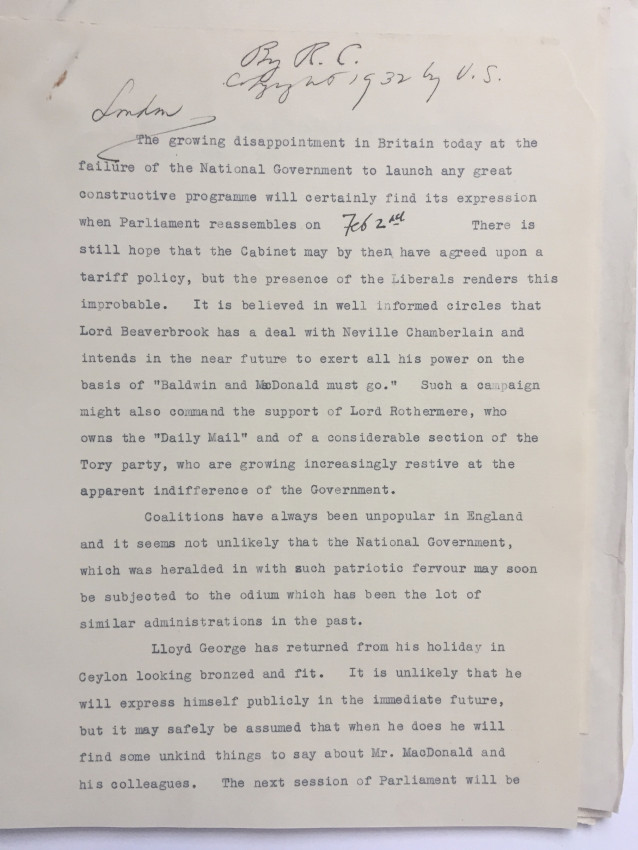 By R. C.
Copyright 1932 by U.S.
London
The growing disappointment in Britain today at the
failure of the National Government to launch any great
constructive programme will certainly find its expression
when Parliament reassembles on Feb 2nd There is
still hope that the Cabinet may by then have agreed upon a
tariff policy, but the presence of the Liberals renders this
improbable. It is believed in well informed circles that
Lord Beaverbrook has a deal with Neville Chamberlain and
intends in the near future to exert all his power on the
basis of "Baldwin and MacDonald must go." Such a campaign
might also command the support of Lord Rothermere, who
owns the "Daily Mail" and of a considerable section of the
Tory party, who are growing increasingly restive at the
apparent indifference of the Government.
Coalitions have always been unpopular in England
and it seems not unlikely that the National Government,
which was heralded in with such patriotic fervour may soon
be subjected to the odium which has been the lot of
similar administrations in the past.
Lloyd George has returned from his holiday in
Ceylon looking bronzed and fit. It is unlikely that he
will express himself publicly in the immediate future,
but it may safely be assumed that when he does he will
find some unkind things to say about Mr. MacDonald and
his colleagues. The next session of Parliament will be